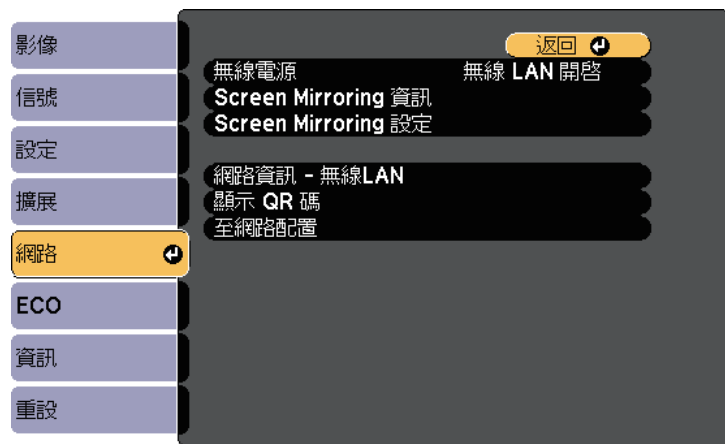 影像
信號
設定
擴展
網路
ECO
資訊
重設
返回
無線電源 無線 LAN 開啓
Screen Mirroring 資訊
Screen Mirroring 設定
網路資訊 - 無線LAN
顯示 QR 碼
至網路配置